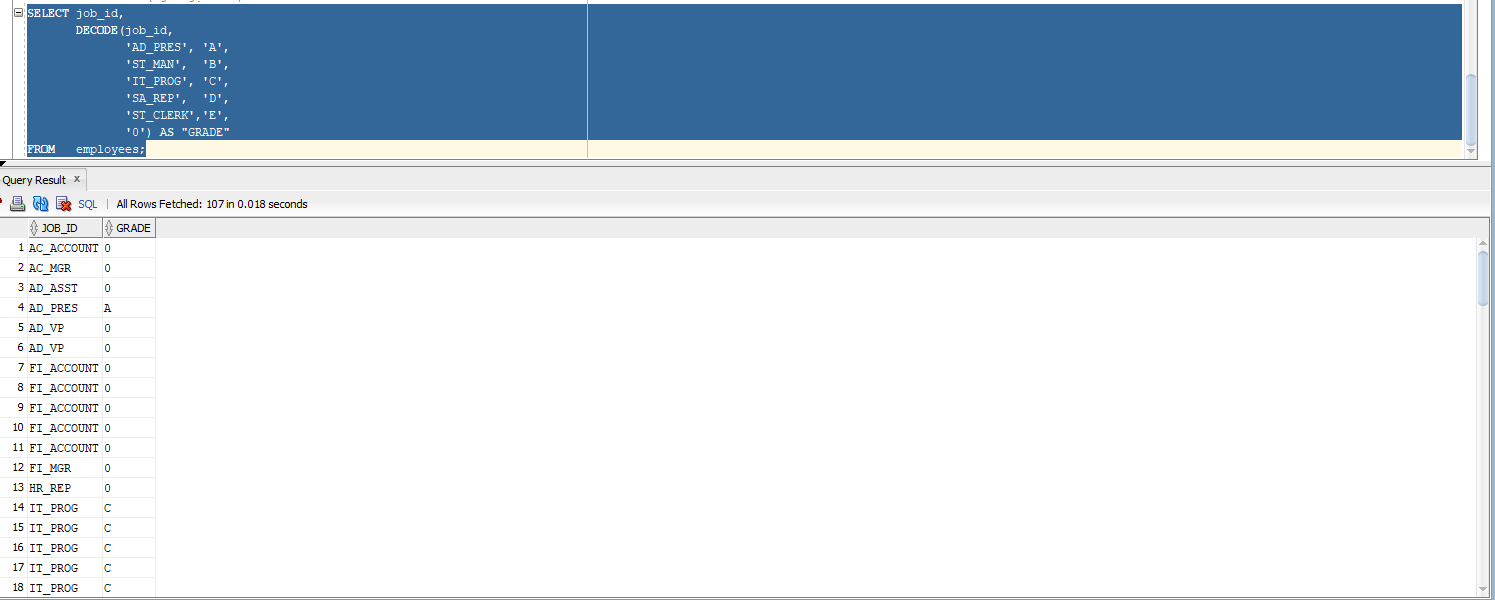 SELECT job_id,
DECODE(job_id,
'AD_PRES', 'A',
'ST_MAN', 'B',
'IT_PROG', 'C',
'SA_REP', 'D',
'ST_CLERK','E',
'0') AS "GRADE"
FROM employees;
Query Result x
SQL | All Rows Fetched: 107 in 0.018 seconds
JOB_ID GRADE
1 AC_ACCOUNT 0
2 AC_MGR 0
3 AD_ASST 0
4 AD_PRES A
5 AD_VP 0
6 AD_VP 0
7 FI_ACCOUNT 0
8 FI_ACCOUNT 0
9 FI_ACCOUNT 0
10 FI_ACCOUNT 0
11 FI_ACCOUNT 0
12 FI_MGR 0
13 HR_REP 0
14 IT_PROG C
15 IT_PROG C
16 IT_PROG C
17 IT_PROG C
18 IT_PROG C